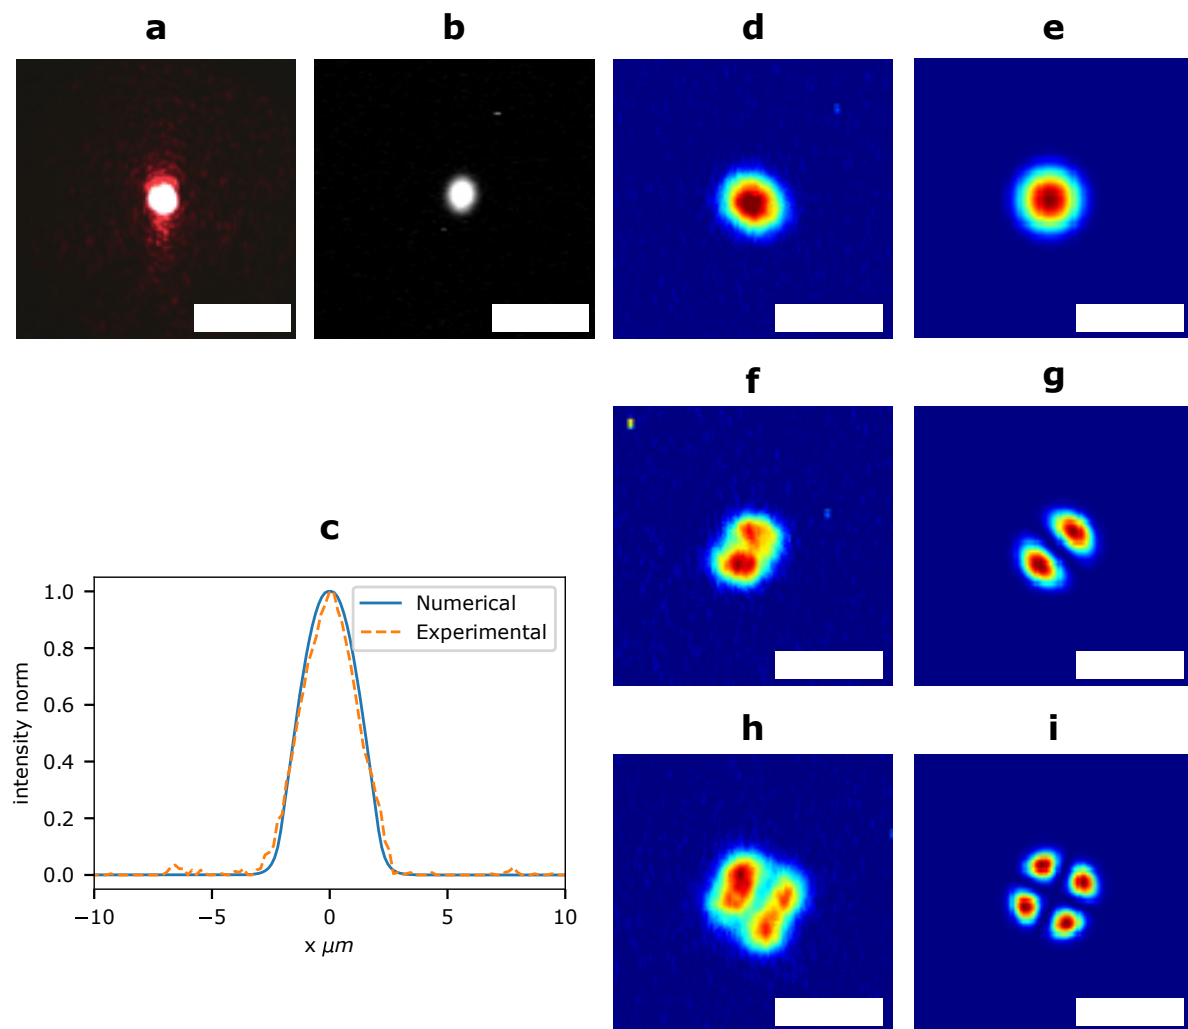 a
b
d
e
f
g
c
1.0
0.8
0.6
0.4
0.2
0.0
intensity norm
Numerical
Experimental
−10
−5
0
5
10
x μm
h
i